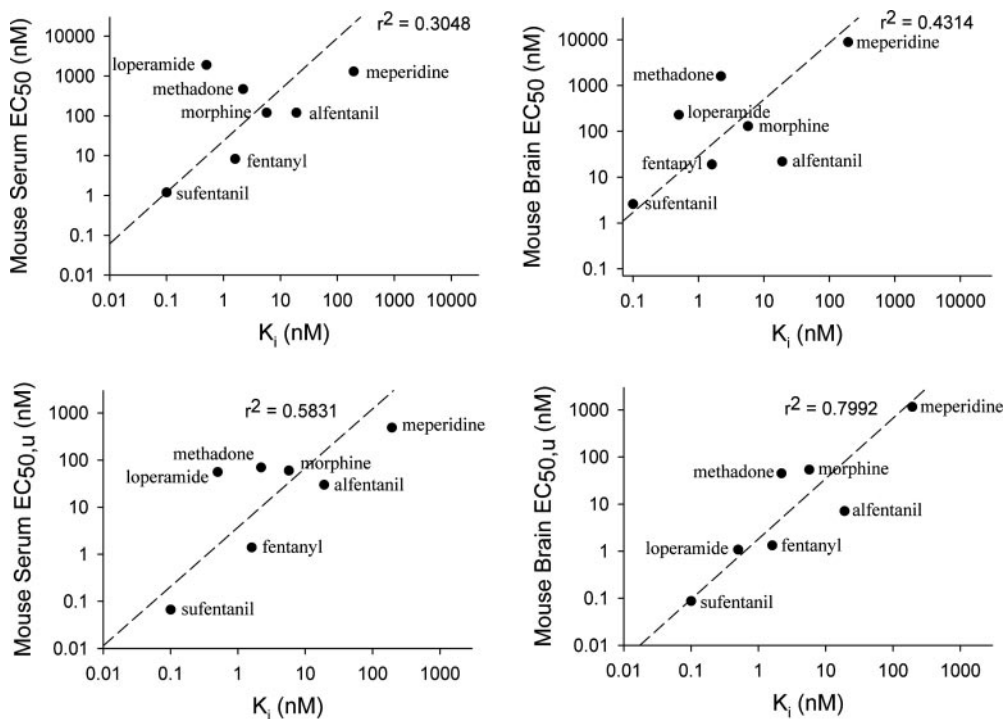 r2 = 0.3048
Mouse Serum EC50 (nM)
10000
1000
100
10
1
0.1
0.01
loperamide
meperidine
methadone
morphine
alfentanil
fentanyl
sufentanil
0.1 1 10 100 1000 10000
Ki (nM)
r2 = 0.4314
Mouse Brain EC50 (nM)
10000
1000
100
10
1
0.1
meperidine
methadone
loperamide
morphine
fentanyl
alfentanil
sufentanil
0.1 1 10 100 1000 10000
Ki (nM)
r2 = 0.5831
Mouse Serum EC50,u (nM)
1000
100
10
1
0.1
0.01
meperidine
methadone
morphine
loperamide
alfentanil
fentanyl
sufentanil
0.01 0.1 1 10 100 1000
Ki (nM)
r2 = 0.7992
Mouse Brain EC50,u (nM)
1000
100
10
1
0.1
0.01
meperidine
methadone
morphine
alfentanil
loperamide
fentanyl
sufentanil
0.01 0.1 1 10 100 1000
Ki (nM)